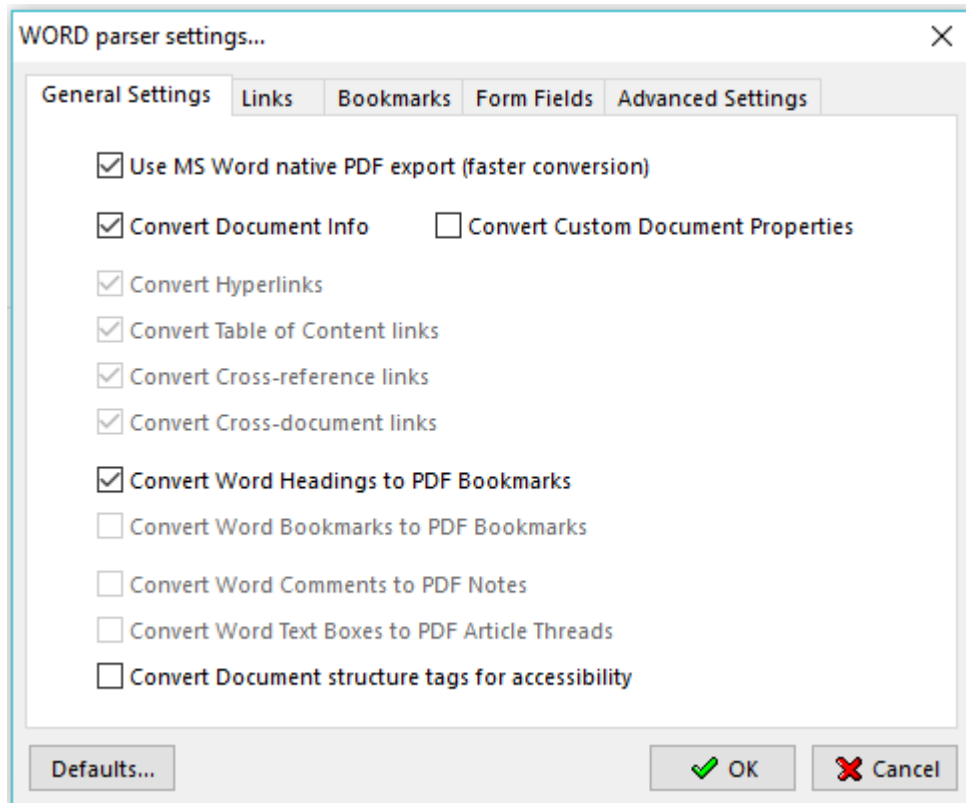 WORD parser settings...
General Settings Links Bookmarks Form Fields Advanced Settings
Use MS Word native PDF export (faster conversion)
Convert Document Info Convert Custom Document Properties
Convert Hyperlinks
Convert Table of Content links
Convert Cross-reference links
Convert Cross-document links
Convert Word Headings to PDF Bookmarks
Convert Word Bookmarks to PDF Bookmarks
Convert Word Comments to PDF Notes
Convert Word Text Boxes to PDF Article Threads
Convert Document structure tags for accessibility
Defaults... OK Cancel